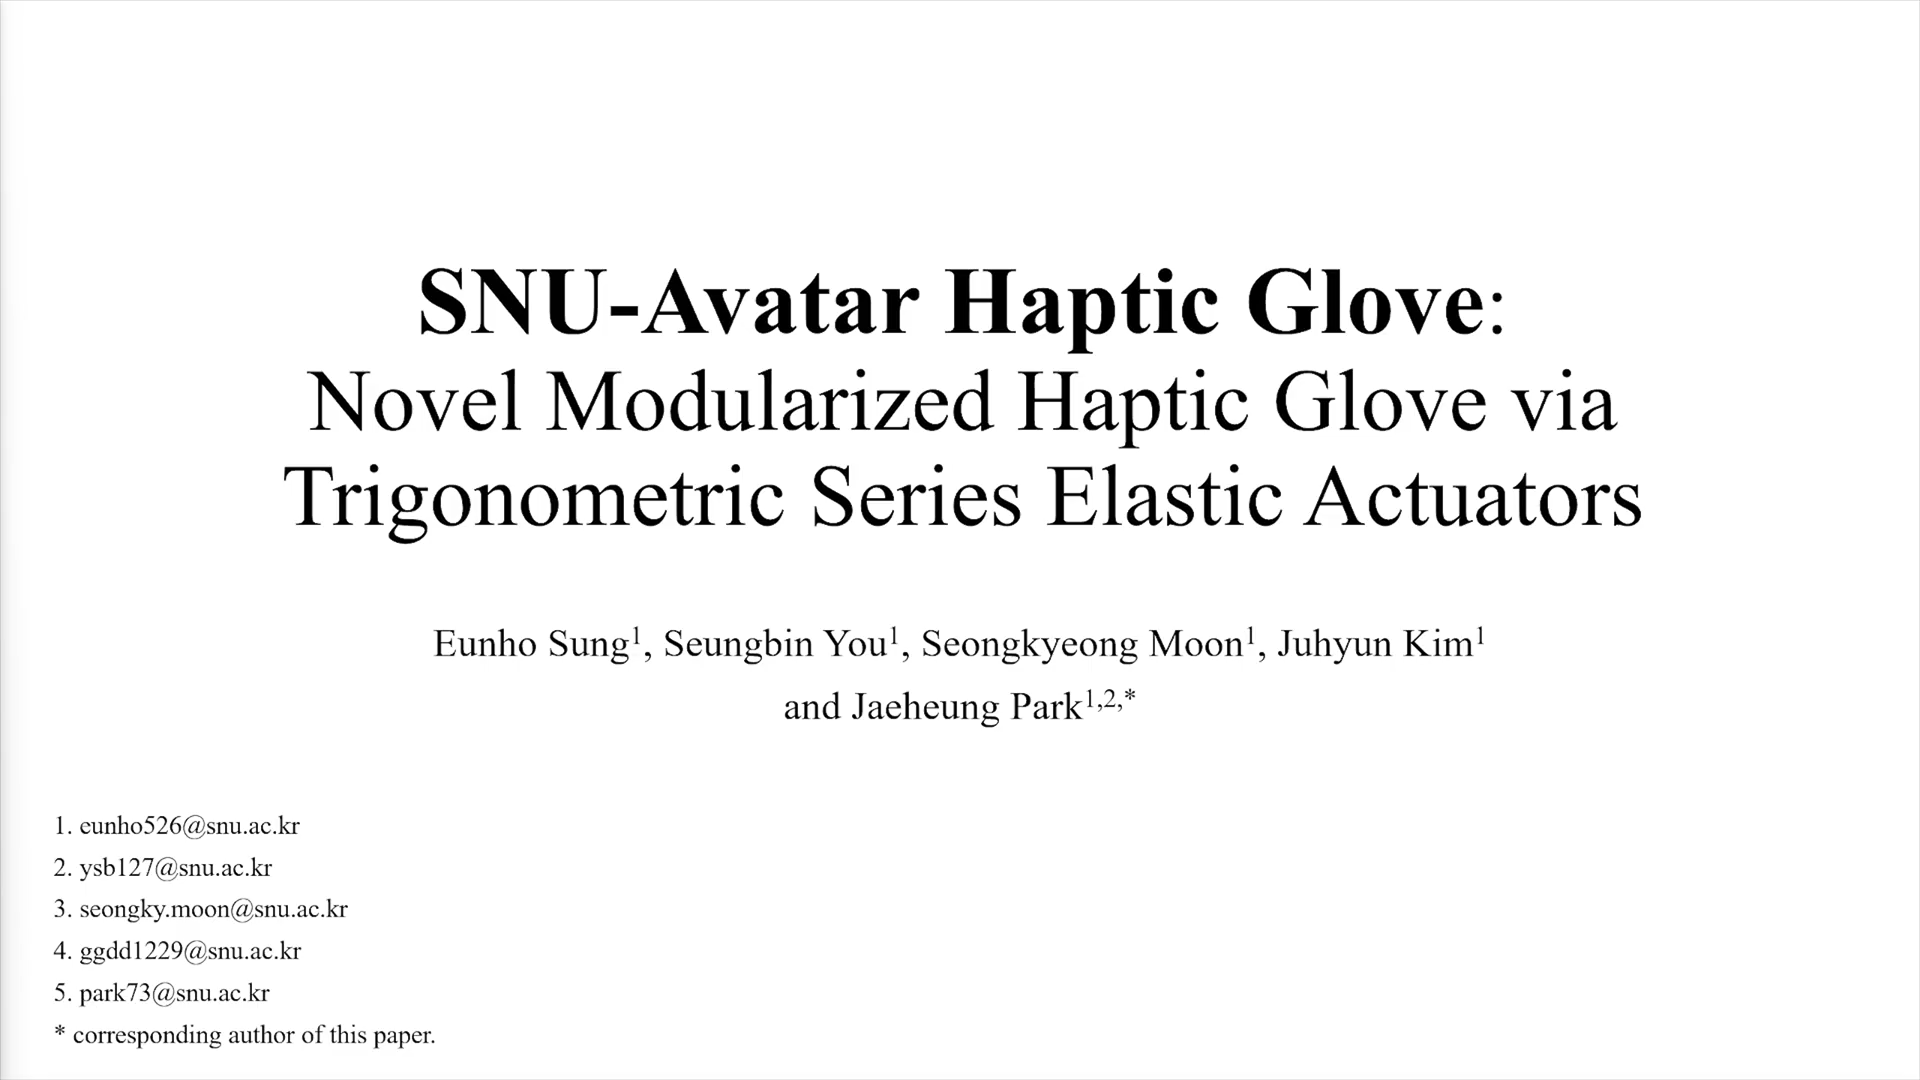 SNU-Avatar Haptic Glove:
Novel Modularized Haptic Glove via
Trigonometric Series Elastic Actuators
Eunho Sung¹, Seungbin You¹, Seongkyeong Moon¹, Juhyun Kim¹
and Jaeheung Park¹,²,*
1. eunho526@snu.ac.kr
2. ysb127@snu.ac.kr
3. seongky.moon@snu.ac.kr
4. ggdd1229@snu.ac.kr
5. park73@snu.ac.kr
* corresponding author of this paper.